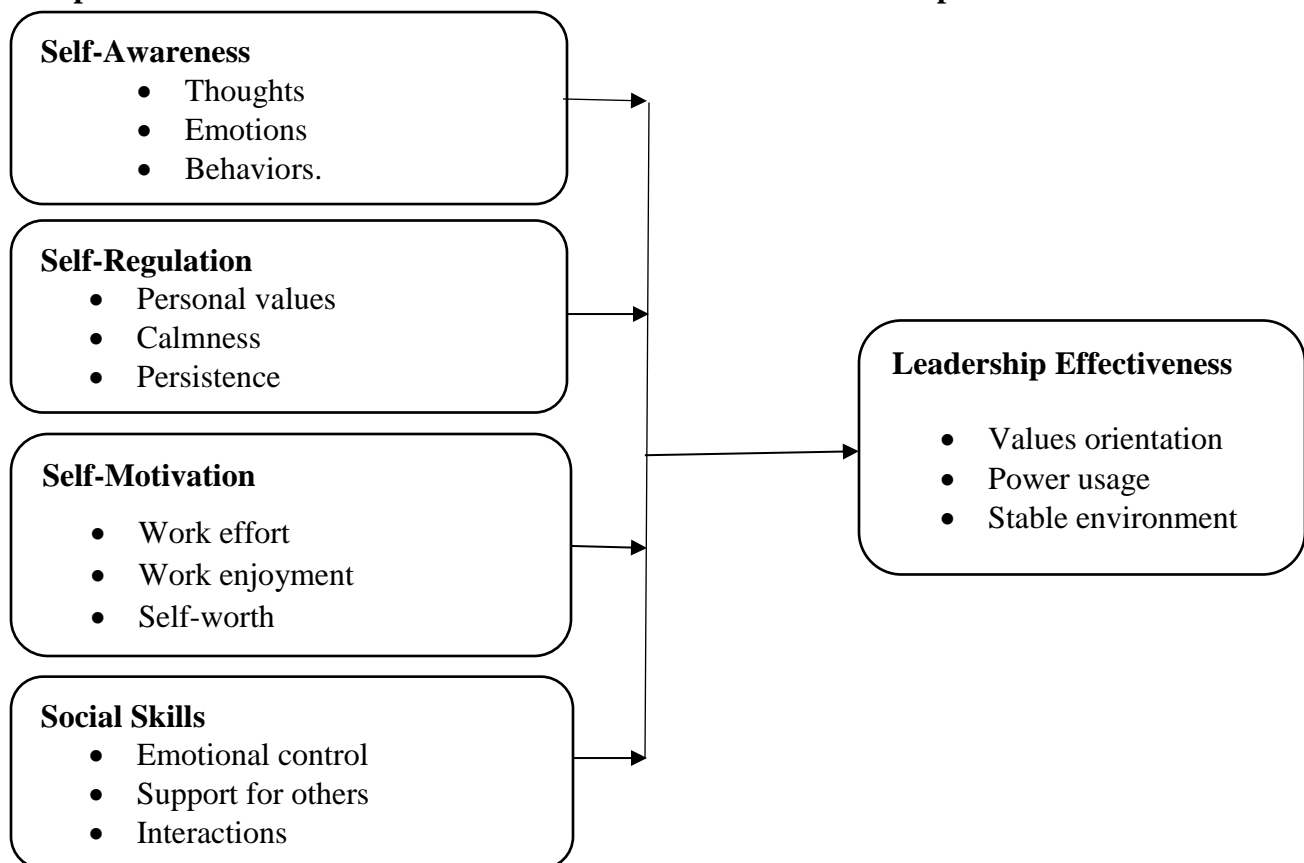 Self-Awareness
• Thoughts
• Emotions
• Behaviors.
Self-Regulation
• Personal values
• Calmness
• Persistence
Self-Motivation
• Work effort
• Work enjoyment
• Self-worth
Social Skills
• Emotional control
• Support for others
• Interactions
Leadership Effectiveness
• Values orientation
• Power usage
• Stable environment